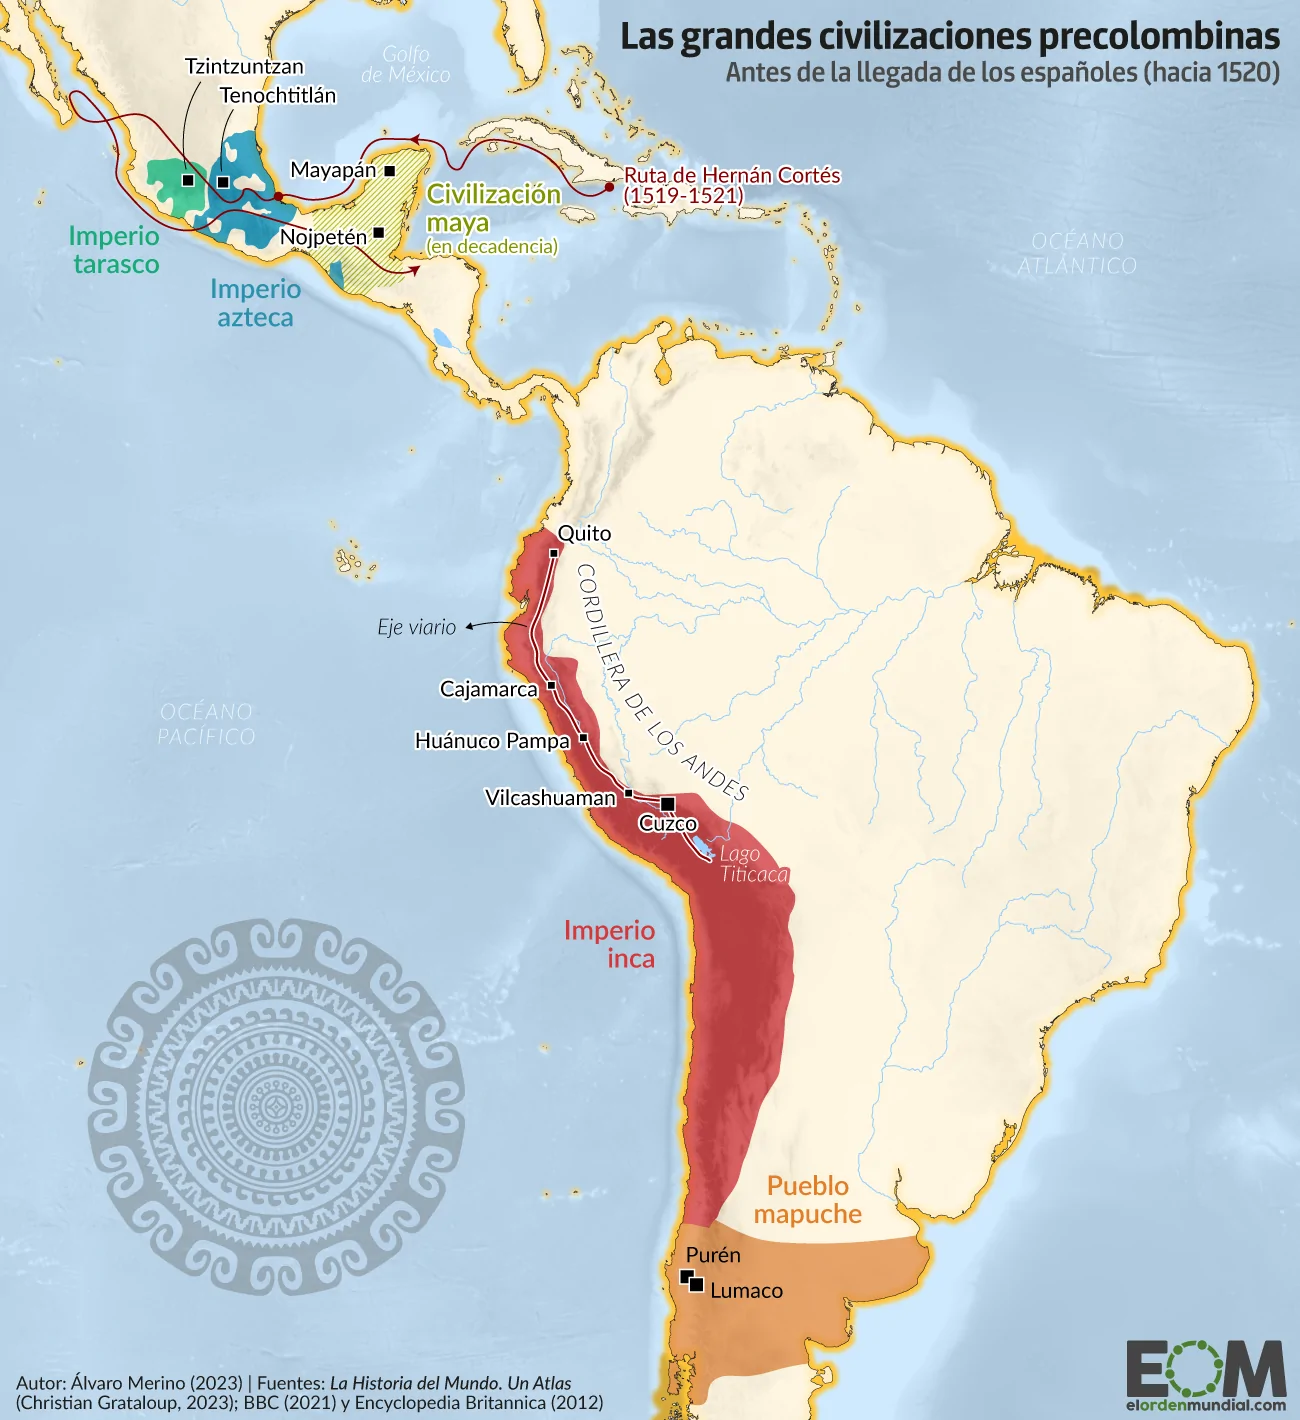 Las grandes civilizaciones precolombinas
Antes de la llegada de los españoles (hacia 1520)
Golfo
de México
Tzintzuntzan
Tenochtitlán
Mayapán
Ruta de Hernán Cortés
(1519-1521)
Civilización
maya
(en decadencia)
Nojpetén
Imperio
tarasco
Imperio
azteca
OCÉANO
ATLÁNTICO
Quito
CORDILLERA DE LOS ANDES
Eje viario
Cajamarca
OCÉANO
PACÍFICO
Huánuco Pampa
Vilcashuaman
Cuzco
Lago
Titicaca
Imperio
inca
Pueblo
mapuche
Purén
Lumaco
Autor: Álvaro Merino (2023) | Fuentes: La Historia del Mundo. Un Atlas
(Christian Grataloup, 2023); BBC (2021) y Encyclopedia Britannica (2012)
EOM
elordenmundial.com